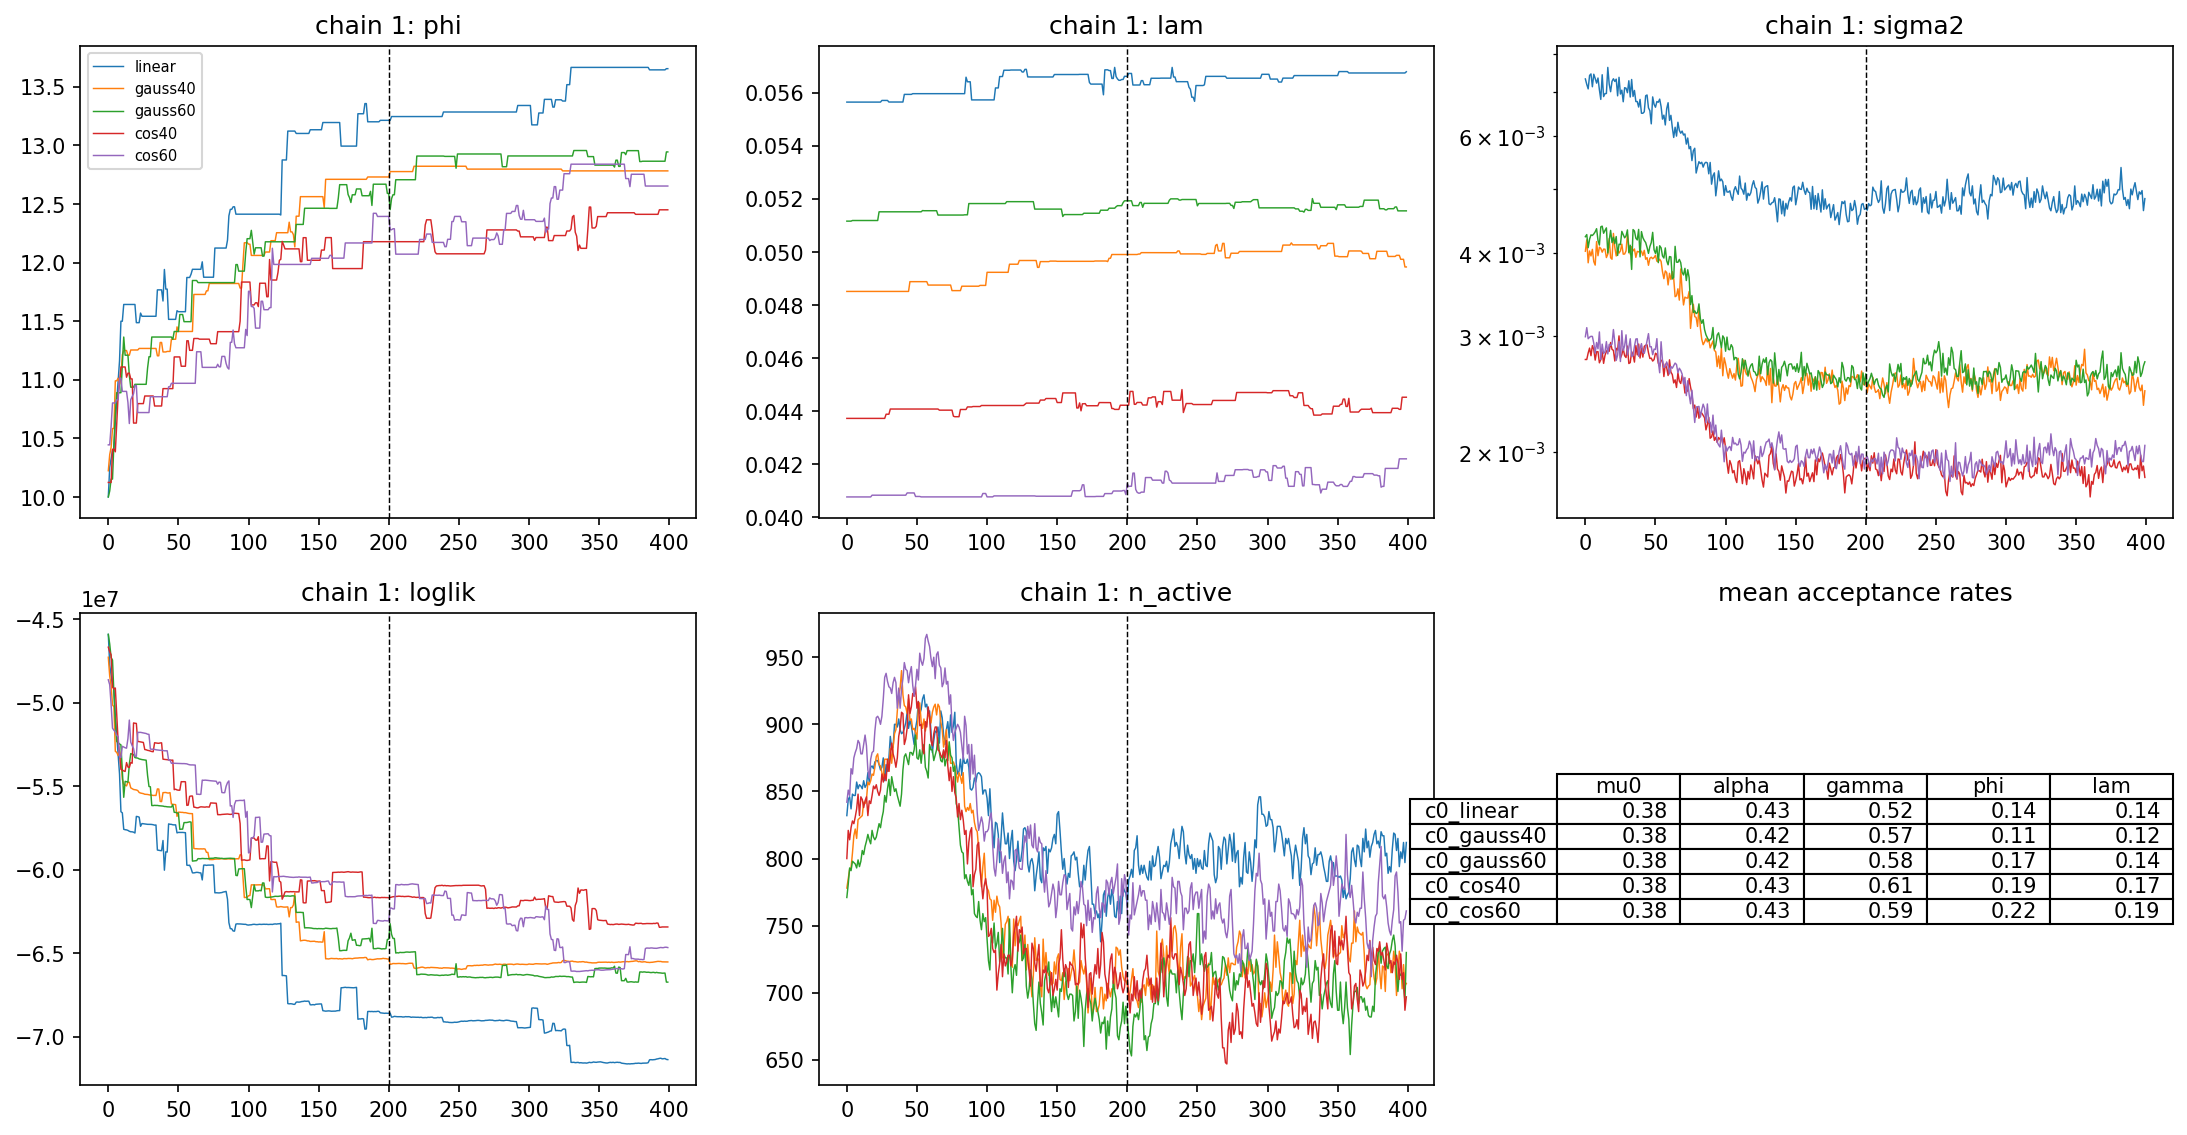 chain 1: phi
13.5
13.0
12.5
12.0
11.5
11.0
10.5
10.0
linear
gauss40
gauss60
cos40
cos60
0 50 100 150 200 250 300 350 400
chain 1: lam
0.056
0.054
0.052
0.050
0.048
0.046
0.044
0.042
0.040
0 50 100 150 200 250 300 350 400
chain 1: sigma2
6 × 10⁻³
4 × 10⁻³
3 × 10⁻³
2 × 10⁻³
0 50 100 150 200 250 300 350 400
chain 1: loglik
1e7
−4.5
−5.0
−5.5
−6.0
−6.5
−7.0
0 50 100 150 200 250 300 350 400
chain 1: n_active
950
900
850
800
750
700
650
0 50 100 150 200 250 300 350 400
mean acceptance rates
mu0 alpha gamma phi lam
c0_linear 0.38 0.43 0.52 0.14 0.14
c0_gauss40 0.38 0.42 0.57 0.11 0.12
c0_gauss60 0.38 0.42 0.58 0.17 0.14
c0_cos40 0.38 0.43 0.61 0.19 0.17
c0_cos60 0.38 0.43 0.59 0.22 0.19